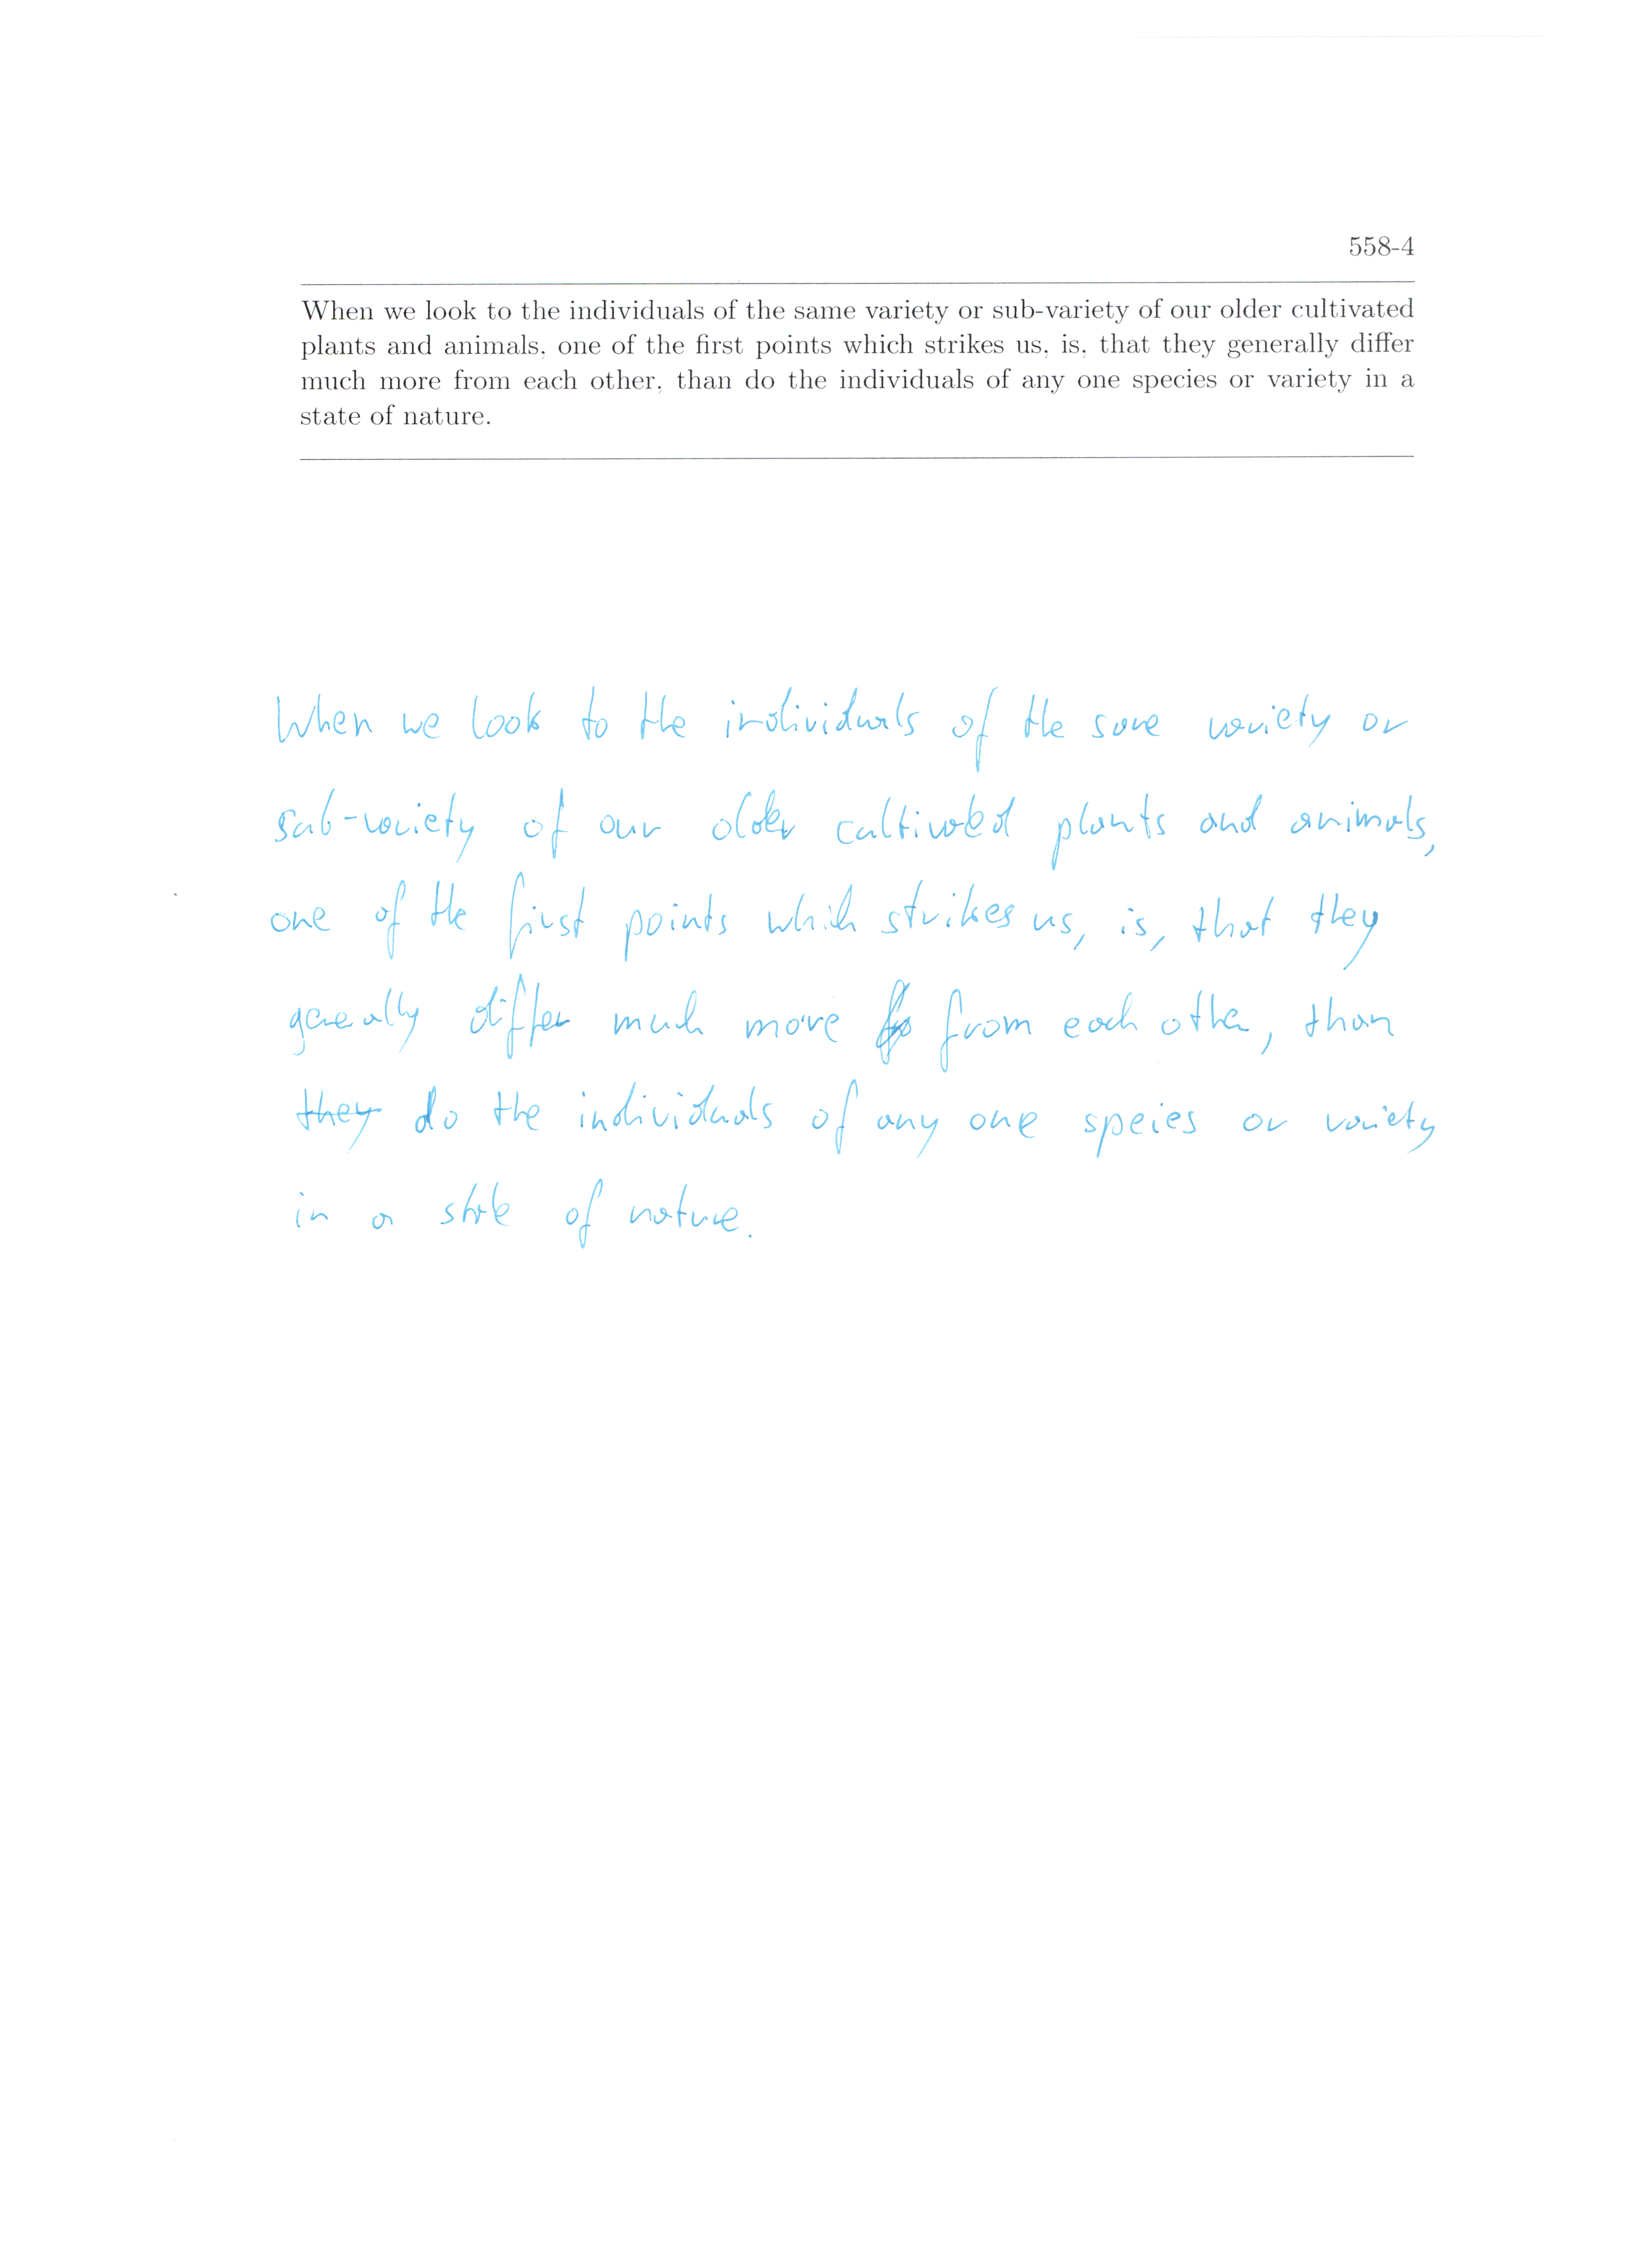 558-4
When we look to the individuals of the same variety or sub-variety of our older cultivated
plants and animals, one of the first points which strikes us, is, that they generally differ
much more from each other, than do the individuals of any one species or variety in a
state of nature.
When we look to the individuals of the same variety or
sub-variety of our older cultivated plants and animals,
one of the first points which strikes us, is, that they
generally differ much more from each other, than
they do the individuals of any one speies or variety
in a state of nature.